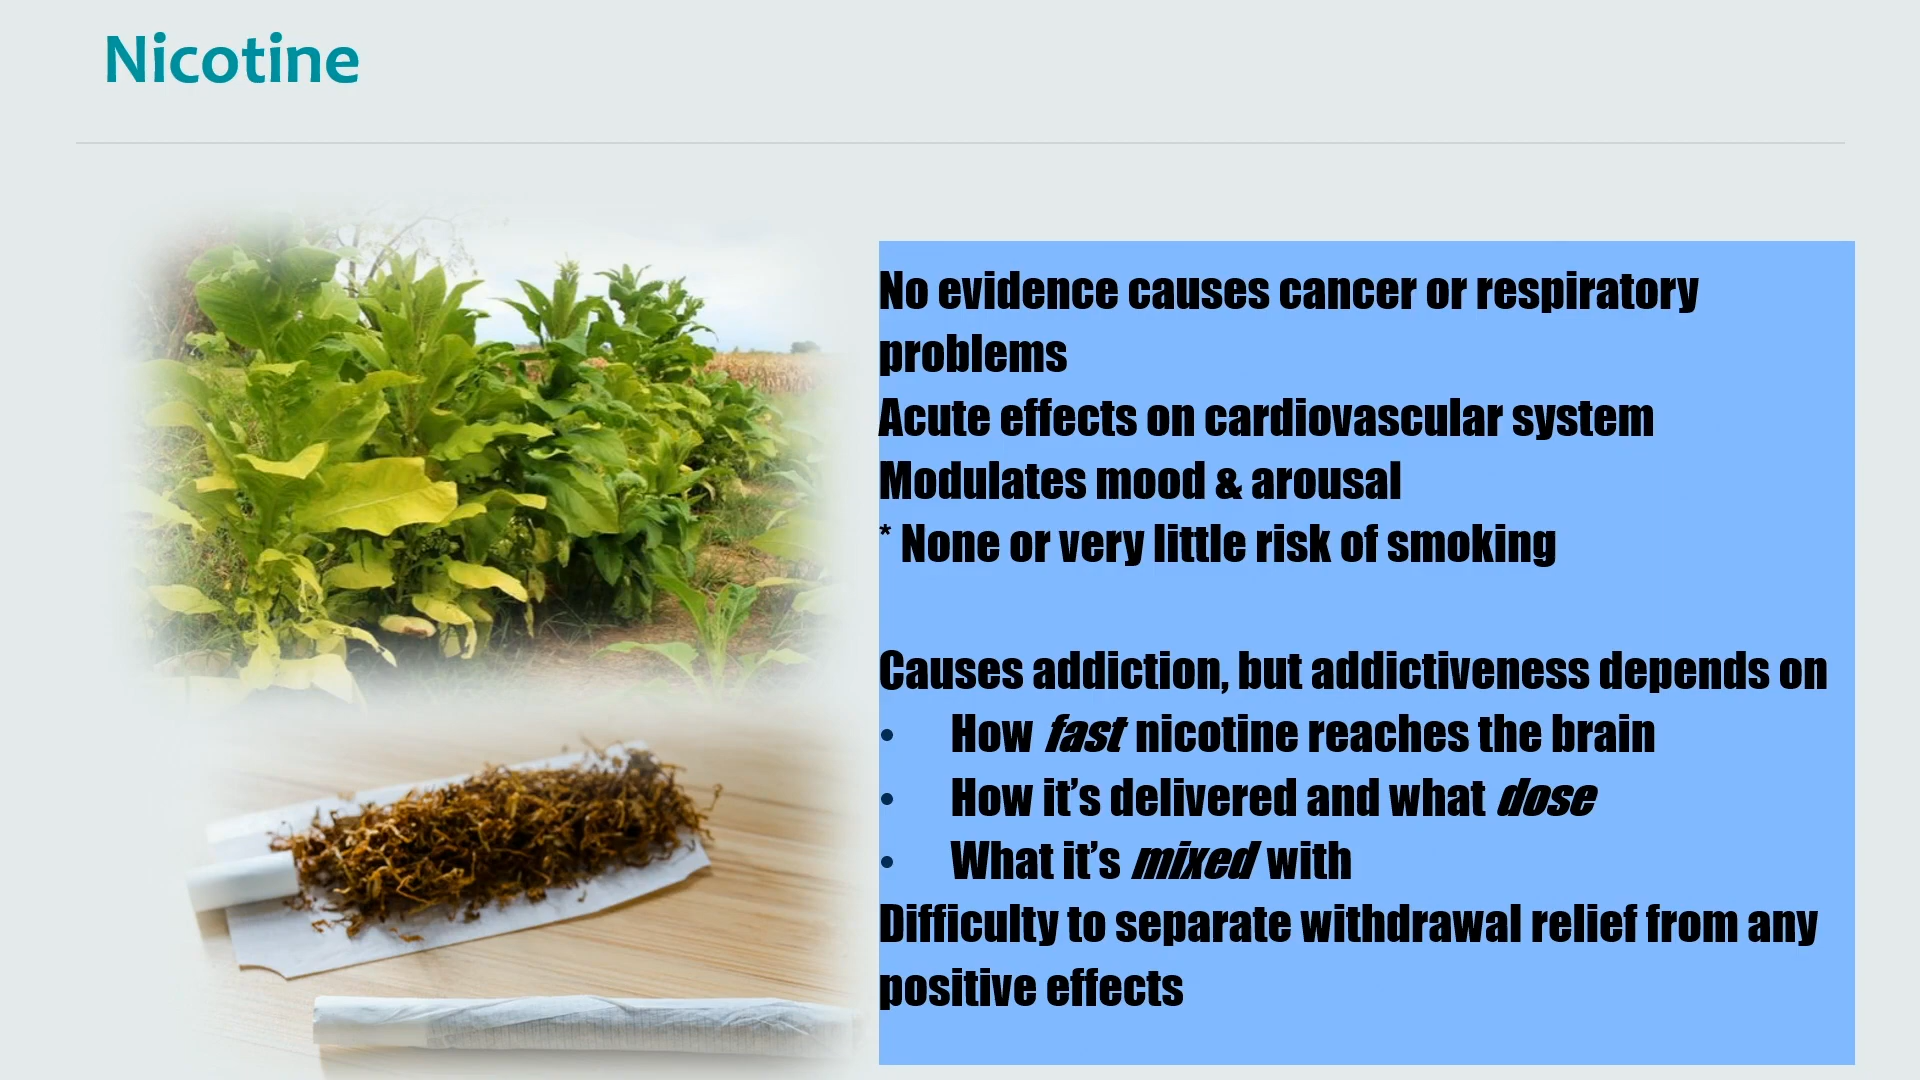 Nicotine
No evidence causes cancer or respiratory
problems
Acute effects on cardiovascular system
Modulates mood & arousal
* None or very little risk of smoking
Causes addiction, but addictiveness depends on
• How fast nicotine reaches the brain
• How it’s delivered and what dose
• What it’s mixed with
Difficulty to separate withdrawal relief from any
positive effects